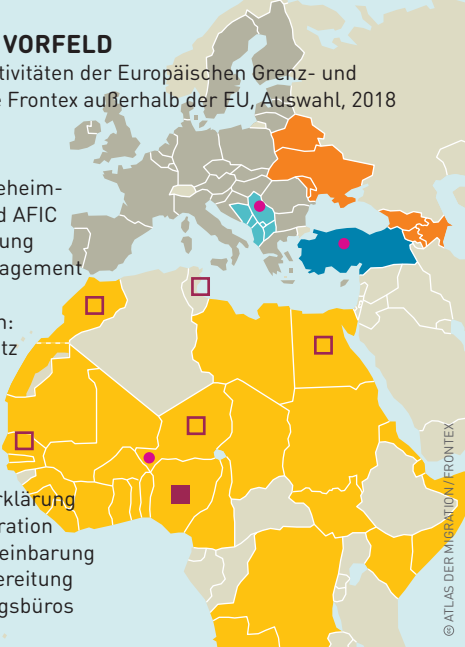 VORFELD
tivitäten der Europäischen Grenz- und
e Frontex außerhalb der EU, Auswahl, 2018
eheim-
d AFIC
ung
agement
n:
tz
rklärung
ration
einbarung
ereitung
gsbüros
© ATLAS DER MIGRATION / FRONTEX